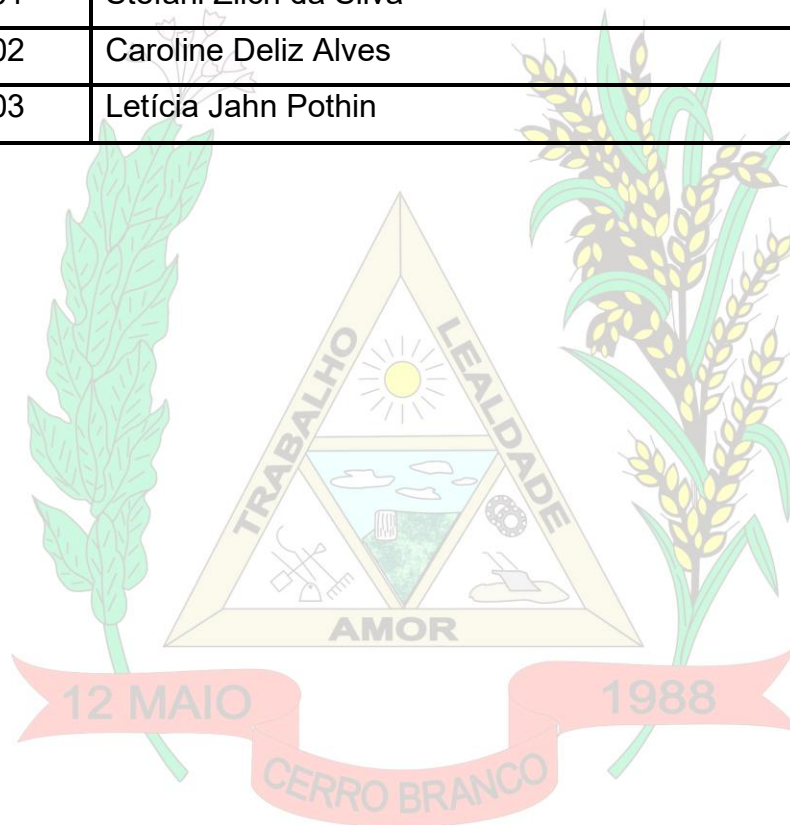 02 Caroline Deliz Alves
03 Letícia Jahn Pothin
TRABALHO
LEALDADE
AMOR
12 MAIO
1988
CERRO BRANCO